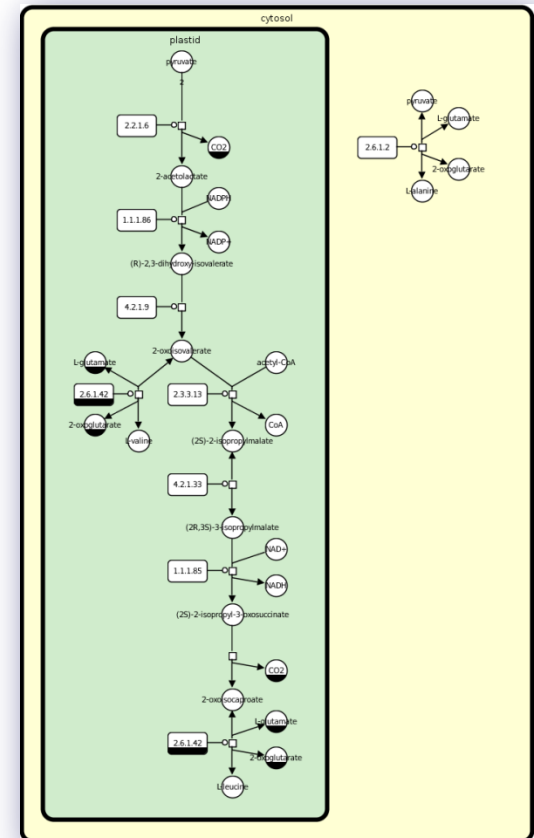 cytosol
plastid
pyruvate
2
2.2.1.6
CO2
2-acetolactate
NADPH
1.1.1.86
NADP+
(R)-2,3-dihydroxy-isovalerate
4.2.1.9
2-oxoisovalerate
L-glutamate
acetyl-CoA
2.6.1.42
2.3.3.13
2-oxoglutarate
CoA
L-valine
(2S)-2-isopropylmalate
4.2.1.33
(2R,3S)-3-isopropylmalate
NAD+
1.1.1.85
NADH
(2S)-2-isopropyl-3-oxosuccinate
CO2
2-oxoisocaproate
L-glutamate
2.6.1.42
2-oxoglutarate
L-leucine
pyruvate
L-glutamate
2.6.1.2
2-oxoglutarate
L-alanine